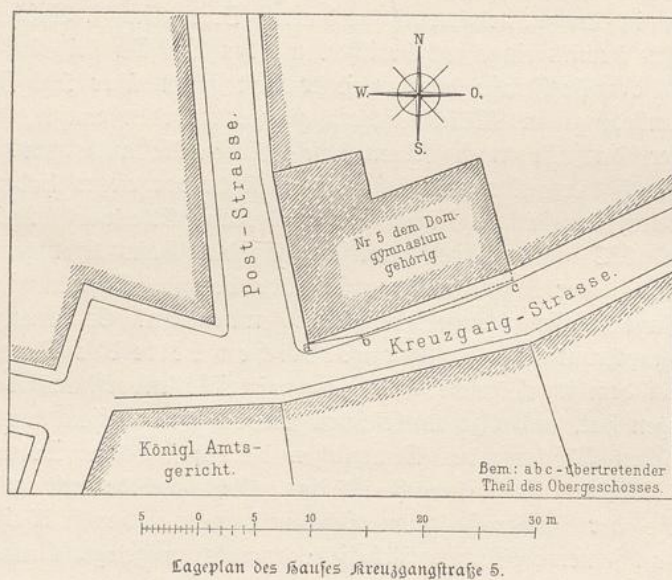 N
W. O.
S.
Post-Strasse.
Nr 5 dem Dom-
gymnasium
gehörig
a
b
c
Kreuzgang-Strasse.
Königl Amts-
gericht.
Bem.: abc-übertretender
Theil des Obergeschosses.
5 0 5 10 20 30 m
Lageplan des Hauses Kreuzgangstraße 5.